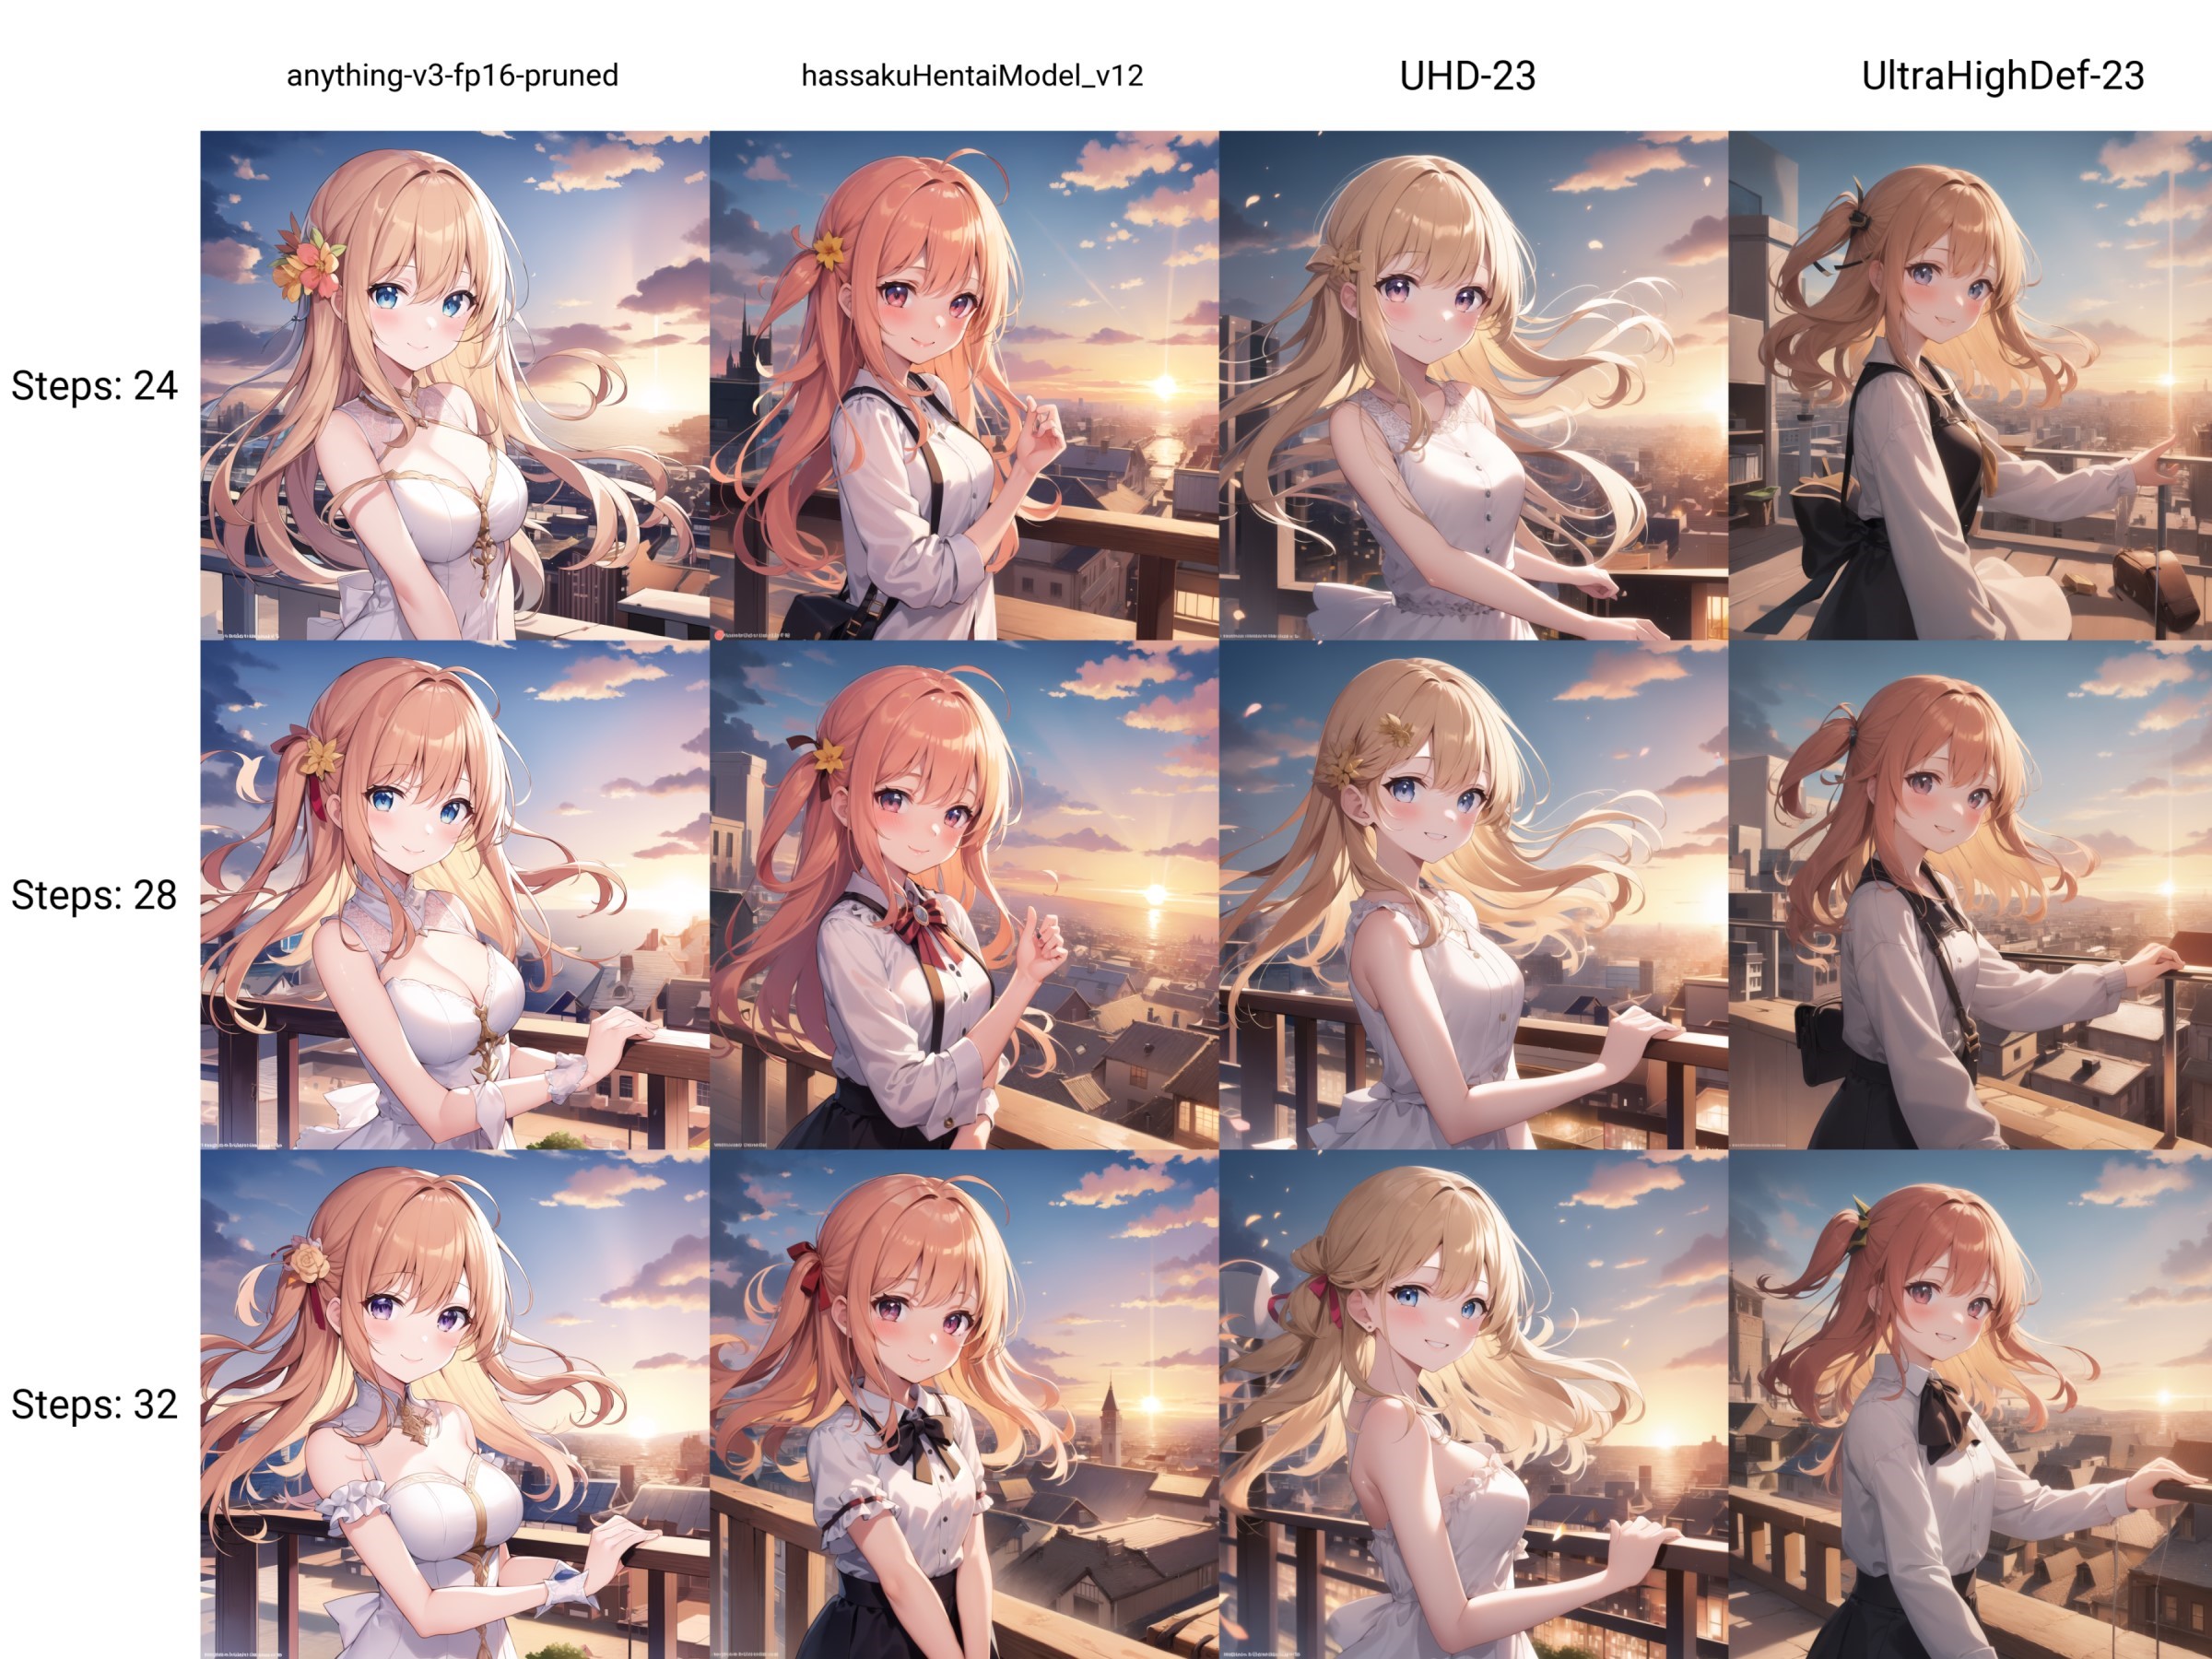 anything-v3-fp16-pruned
hassakuHentaiModel_v12
UHD-23
UltraHighDef-23
Steps: 24
Steps: 28
Steps: 32